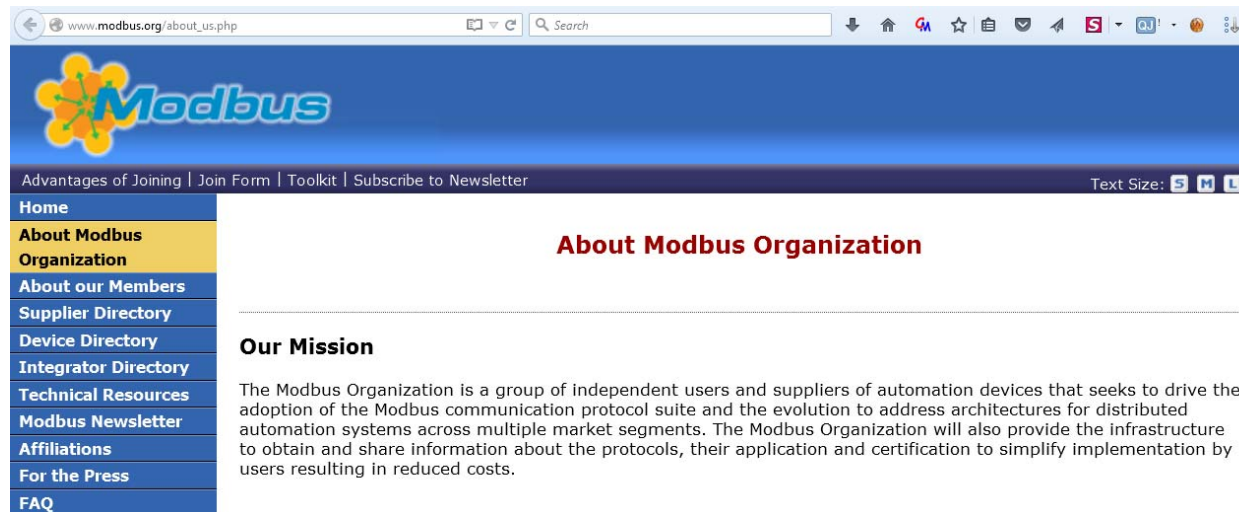 www.modbus.org/about_us.php
Search
Modbus
Advantages of Joining | Join Form | Toolkit | Subscribe to Newsletter
Text Size: S M L
Home
About Modbus
Organization
About our Members
Supplier Directory
Device Directory
Integrator Directory
Technical Resources
Modbus Newsletter
Affiliations
For the Press
FAQ
About Modbus Organization
Our Mission
The Modbus Organization is a group of independent users and suppliers of automation devices that seeks to drive the
adoption of the Modbus communication protocol suite and the evolution to address architectures for distributed
automation systems across multiple market segments. The Modbus Organization will also provide the infrastructure
to obtain and share information about the protocols, their application and certification to simplify implementation by
users resulting in reduced costs.